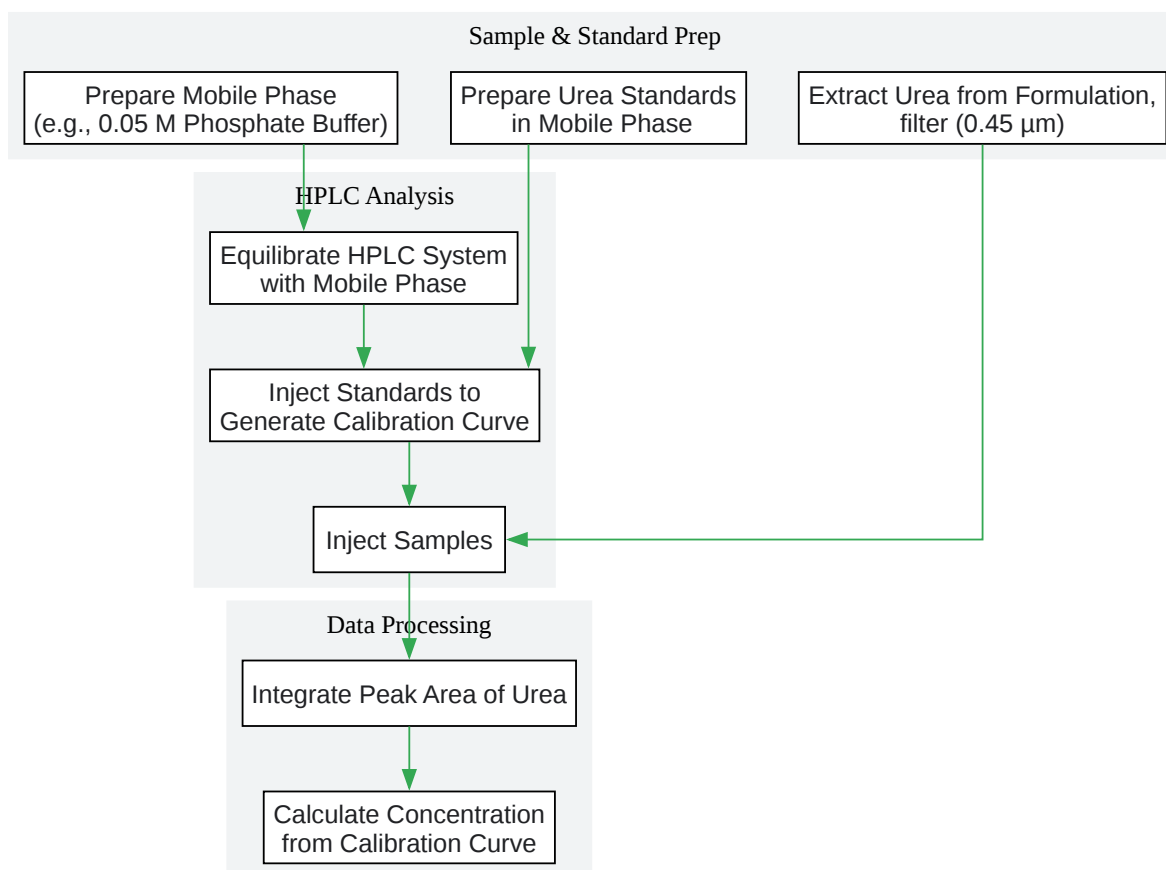 Sample & Standard Prep
Prepare Mobile Phase
(e.g., 0.05 M Phosphate Buffer)
Prepare Urea Standards
in Mobile Phase
Extract Urea from Formulation,
filter (0.45 µm)
HPLC Analysis
Equilibrate HPLC System
with Mobile Phase
Inject Standards to
Generate Calibration Curve
Inject Samples
Data Processing
Integrate Peak Area of Urea
Calculate Concentration
from Calibration Curve